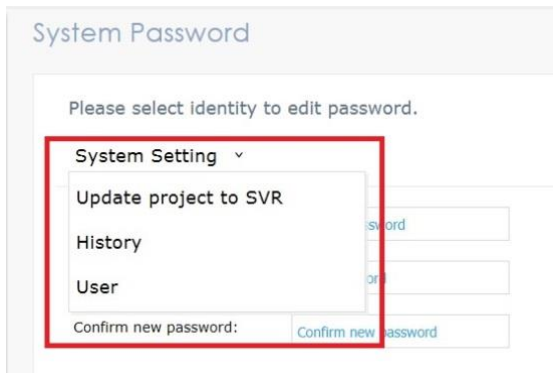 System Password
Please select identity to edit password.
System Setting
Update project to SVR
History
User
Confirm new password:
Confirm new password